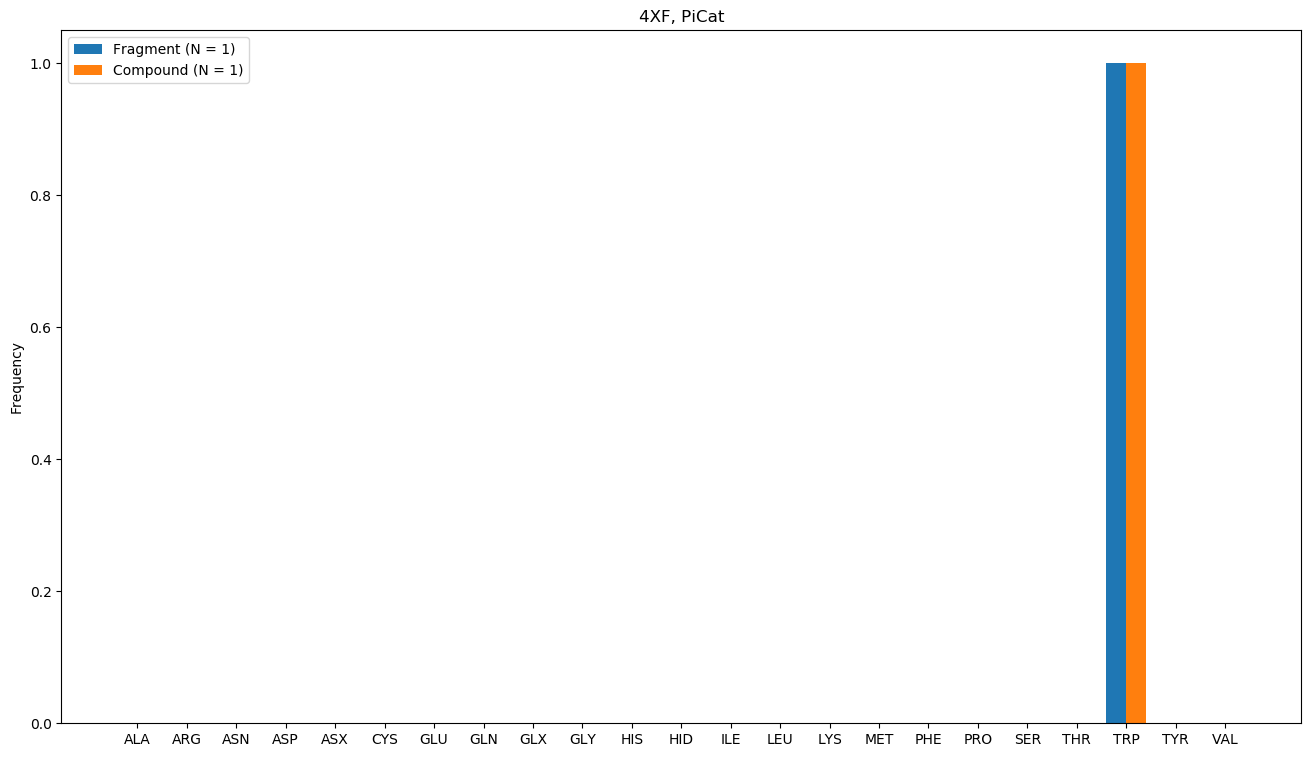 4XF, PiCat
Fragment (N = 1)
Compound (N = 1)
Frequency
1.0
0.8
0.6
0.4
0.2
0.0
ALA ARG ASN ASP ASX CYS GLU GLN GLX GLY HIS HID ILE LEU LYS MET PHE PRO SER THR TRP TYR VAL